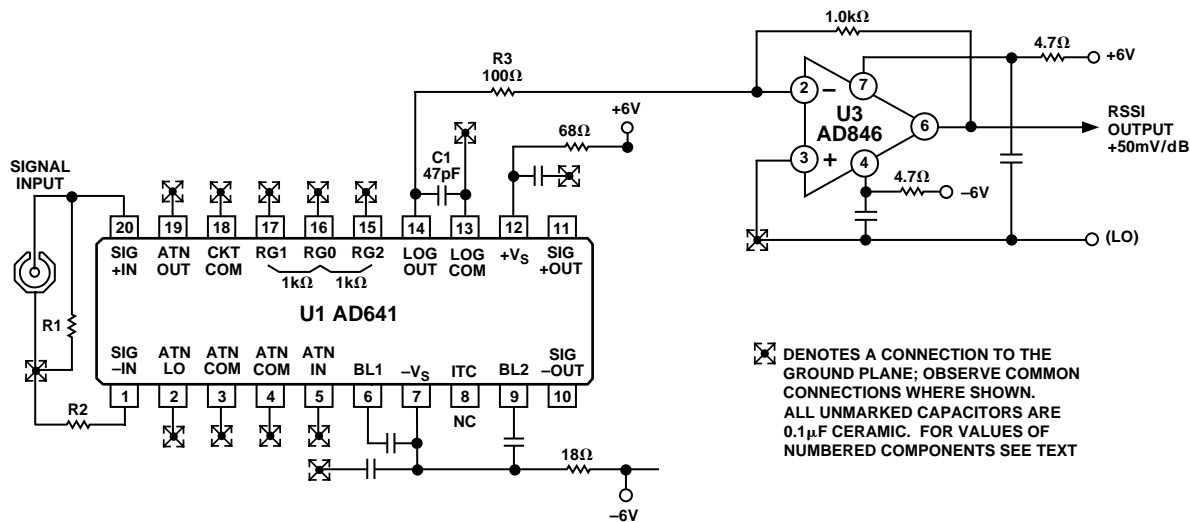 1.0kΩ
4.7Ω
+6V
R3
100Ω
2
–
7
U3
AD846
6
3
+
4
RSSI
OUTPUT
+50mV/dB
4.7Ω
–6V
(LO)
+6V
68Ω
C1
47pF
SIGNAL
INPUT
20 19 18 17 16 15 14 13 12 11
SIG +IN
ATN OUT
CKT COM
RG1
RG0
RG2
LOG OUT
LOG COM
+VS
SIG +OUT
1kΩ 1kΩ
U1 AD641
R1
SIG –IN
ATN LO
ATN COM
ATN COM
ATN IN
BL1
–VS
ITC
BL2
SIG –OUT
1 2 3 4 5 6 7 8 9 10
NC
R2
18Ω
–6V
DENOTES A CONNECTION TO THE
GROUND PLANE; OBSERVE COMMON
CONNECTIONS WHERE SHOWN.
ALL UNMARKED CAPACITORS ARE
0.1μF CERAMIC. FOR VALUES OF
NUMBERED COMPONENTS SEE TEXT